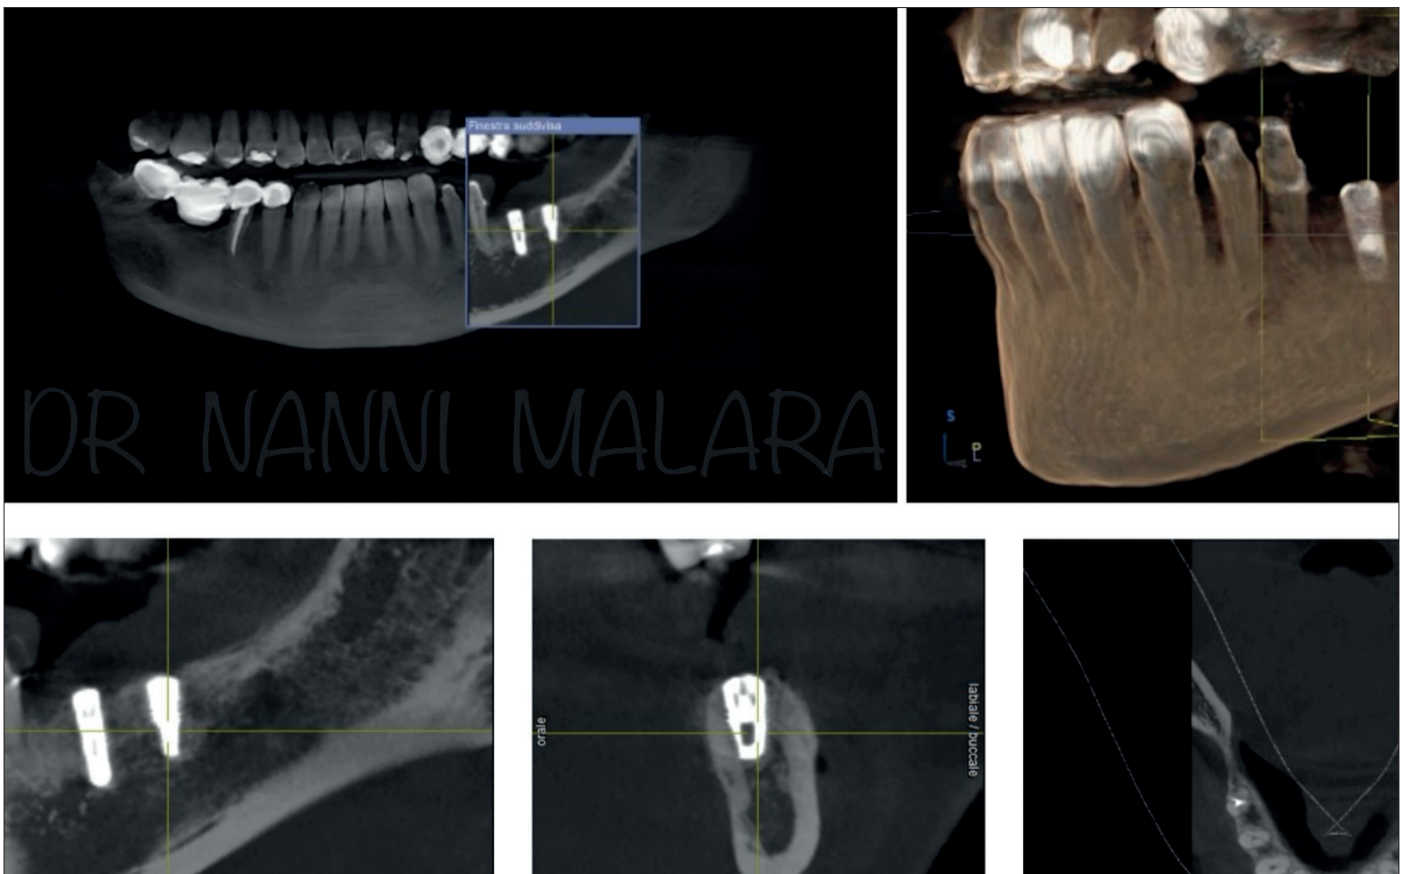 Finestra suddivisa
DR NANNI MALARA
S
P
L
orale
labiale / buccale